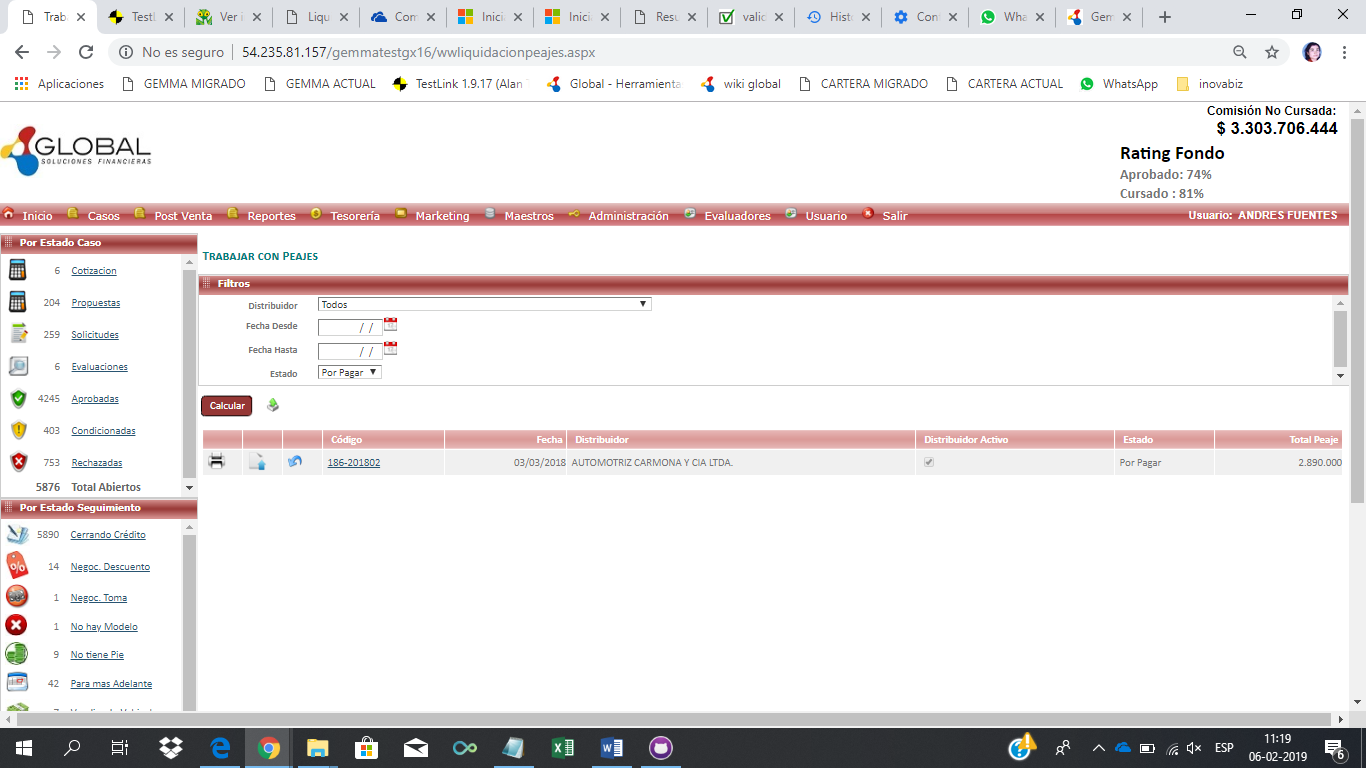 Traba
TestL
Ver i
Liqu
Com
Inicia
Inicia
Resu
valid
Histo
Cont
Wha
Gem
No es seguro | 54.235.81.157/gemmatestgx16/wwliquidacionpeajes.aspx
Aplicaciones GEMMA MIGRADO GEMMA ACTUAL TestLink 1.9.17 (Alan Global - Herramienta wiki global CARTERA MIGRADO CARTERA ACTUAL WhatsApp inovabiz
Comisión No Cursada:
$ 3.303.706.444
GLOBAL
SOLUCIONES FINANCIERAS
Rating Fondo
Aprobado: 74%
Cursado : 81%
Inicio Casos Post Venta Reportes Tesorería Marketing Maestros Administración Evaluadores Usuario Salir Usuario: ANDRES FUENTES
Por Estado Caso
6 Cotizacion
204 Propuestas
259 Solicitudes
6 Evaluaciones
4245 Aprobadas
403 Condicionadas
753 Rechazadas
5876 Total Abiertos
Por Estado Seguimiento
5890 Cerrando Crédito
14 Negoc. Descuento
1 Negoc. Toma
1 No hay Modelo
9 No tiene Pie
42 Para mas Adelante
TRABAJAR CON PEAJES
Filtros
Distribuidor Todos
Fecha Desde / /
Fecha Hasta / /
Estado Por Pagar
Calcular
Código Fecha Distribuidor Distribuidor Activo Estado Total Peaje
186-201802 03/03/2018 AUTOMOTRIZ CARMONA Y CIA LTDA. Por Pagar 2.890.000
ESP
11:19
06-02-2019
6